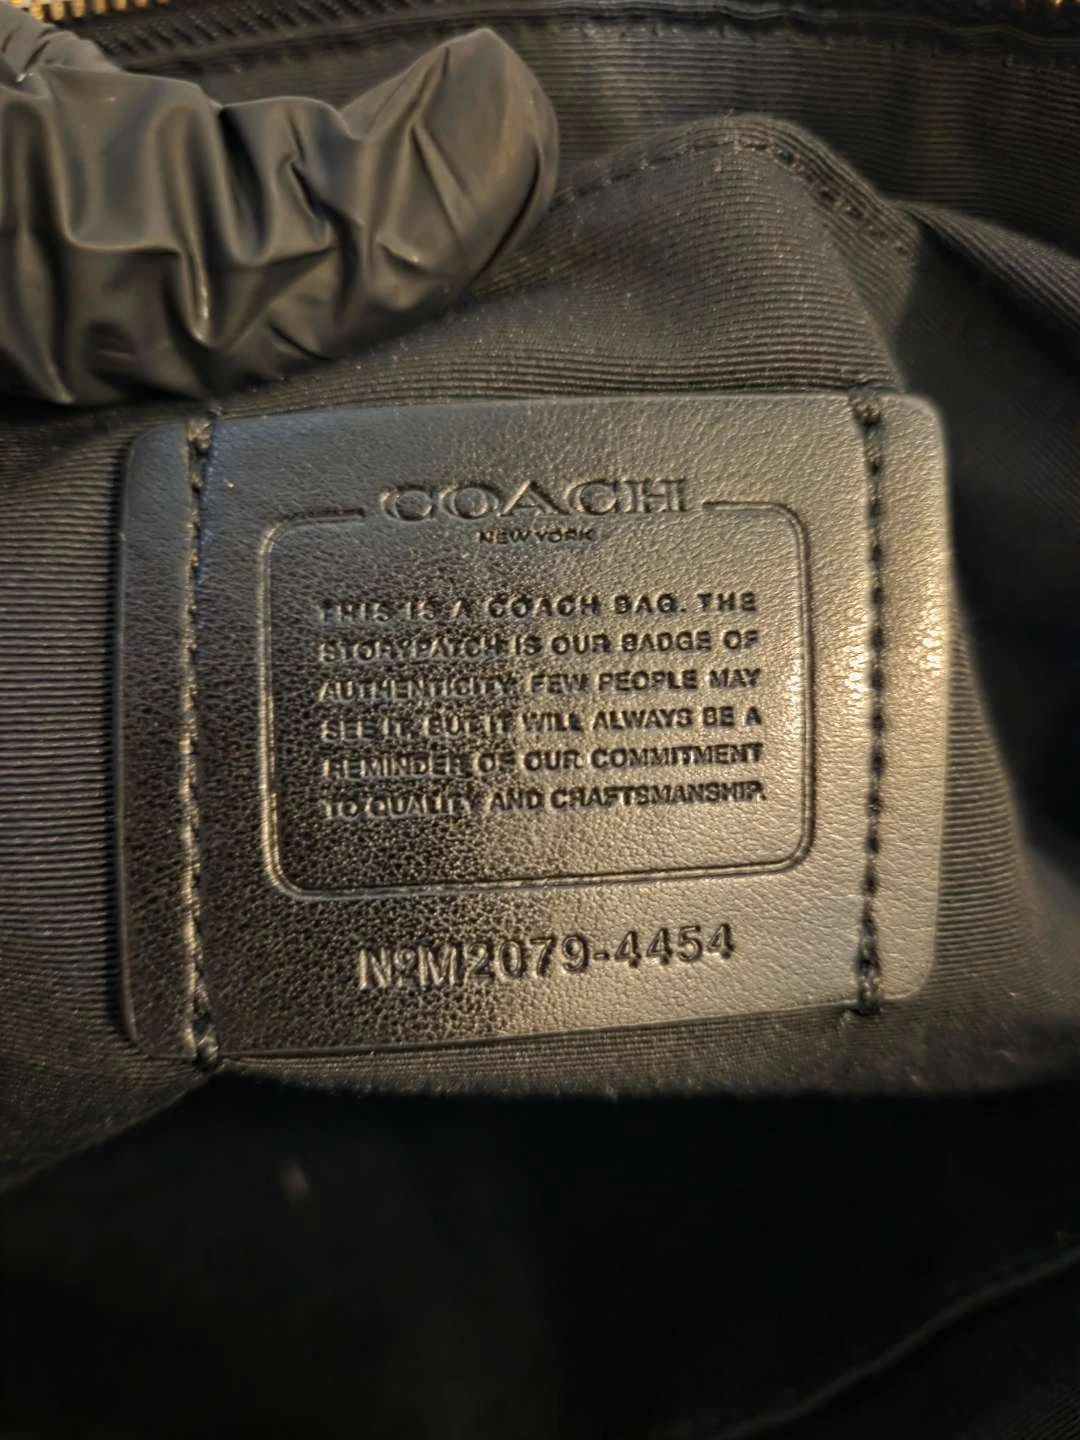 COACH
NEW YORK
THIS IS A COACH BAG. THE
STORYPATCH IS OUR BADGE OF
AUTHENTICITY. FEW PEOPLE MAY
SEE IT, BUT IT WILL ALWAYS BE A
REMINDER OF OUR COMMITMENT
TO QUALITY AND CRAFTSMANSHIP.
NºM2079-4454